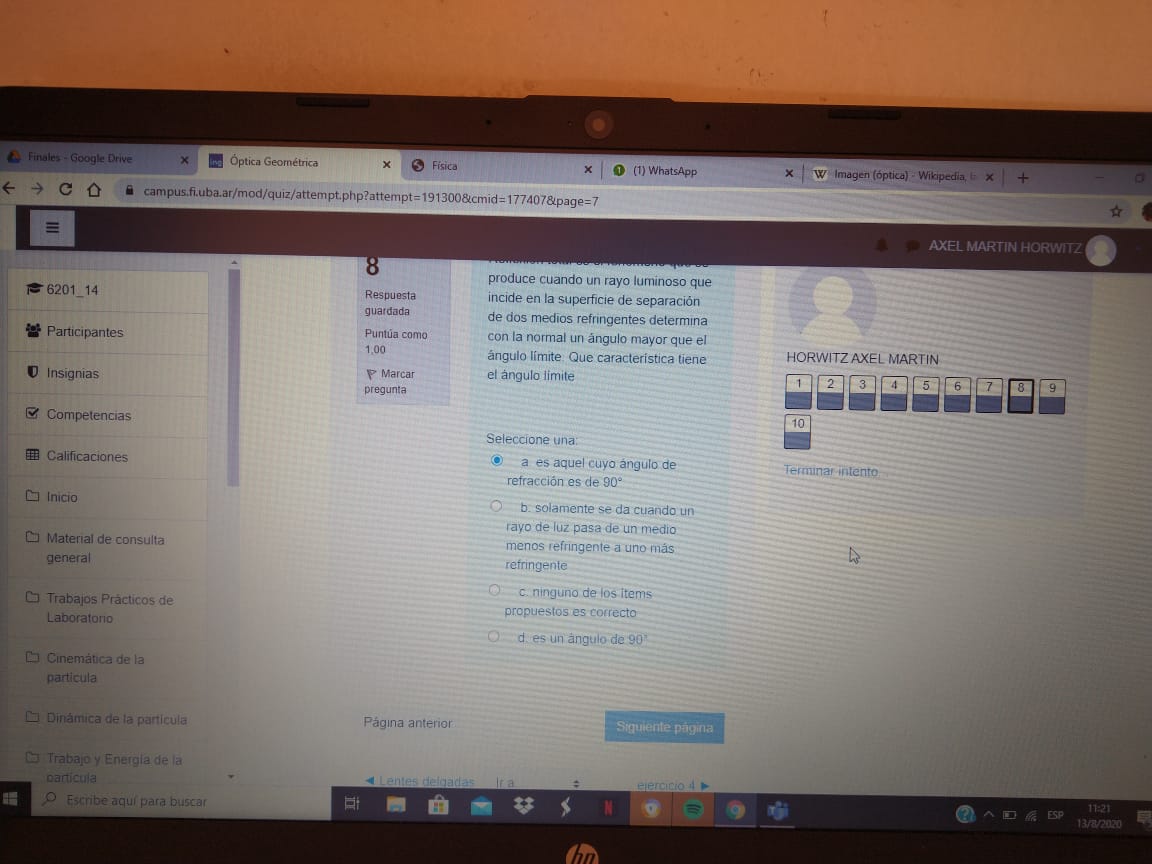 Finales - Google Drive
Óptica Geométrica
Física
(1) WhatsApp
Imagen (óptica) - Wikipedia, la
campus.fi.uba.ar/mod/quiz/attempt.php?attempt=191300&cmid=177407&page=7
AXEL MARTIN HORWITZ
6201_14
Participantes
Insignias
Competencias
Calificaciones
Inicio
Material de consulta
general
Trabajos Prácticos de
Laboratorio
Cinemática de la
partícula
Dinámica de la partícula
Trabajo y Energía de la
partícula
8
Respuesta
guardada
Puntúa como
1,00
Marcar
pregunta
Reflexión total es el fenómeno que se
produce cuando un rayo luminoso que
incide en la superficie de separación
de dos medios refringentes determina
con la normal un ángulo mayor que el
ángulo límite. Que característica tiene
el ángulo límite
Seleccione una:
a. es aquel cuyo ángulo de
refracción es de 90°
b. solamente se da cuando un
rayo de luz pasa de un medio
menos refringente a uno más
refringente
c. ninguno de los ítems
propuestos es correcto
d. es un ángulo de 90°
Página anterior
Siguiente página
◄ Lentes delgadas
Ir a...
ejercicio 4 ►
HORWITZ AXEL MARTIN
1 2 3 4 5 6 7 8 9
10
Terminar intento...
Escribe aquí para buscar
ESP
11:21
13/8/2020
hp